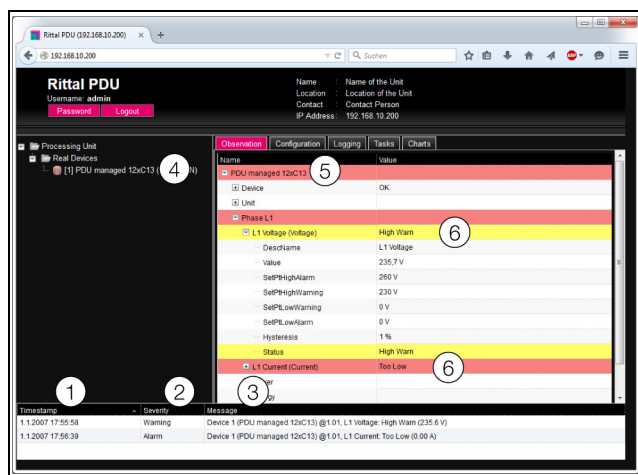 Rittal PDU (192.168.10.200)
192.168.10.200
Suchen
ABP
Rittal PDU
Username: admin
Password Logout
Name : Name of the Unit
Location : Location of the Unit
Contact : Contact Person
IP Address : 192.168.10.200
Processing Unit
Real Devices
[1] PDU managed 12xC13 ( N)
4
Observation Configuration Logging Tasks Charts
Name Value
PDU managed 12xC13
5
Device OK
Unit
Phase L1
L1 Voltage (Voltage) High Warn
6
DescName L1 Voltage
Value 235,7 V
SetPtHighAlarm 260 V
SetPtHighWarning 230 V
SetPtLowWarning 0 V
SetPtLowAlarm 0 V
Hysteresis 1 %
Status High Warn
L1 Current (Current) Too Low
6
1
2
3
Timestamp Severity Message
1.1.2007 17:55:58 Warning Device 1 (PDU managed 12xC13) @1.01, L1 Voltage: High Warn (235.6 V)
1.1.2007 17:56:39 Alarm Device 1 (PDU managed 12xC13) @1.01, L1 Current: Too Low (0.00 A)